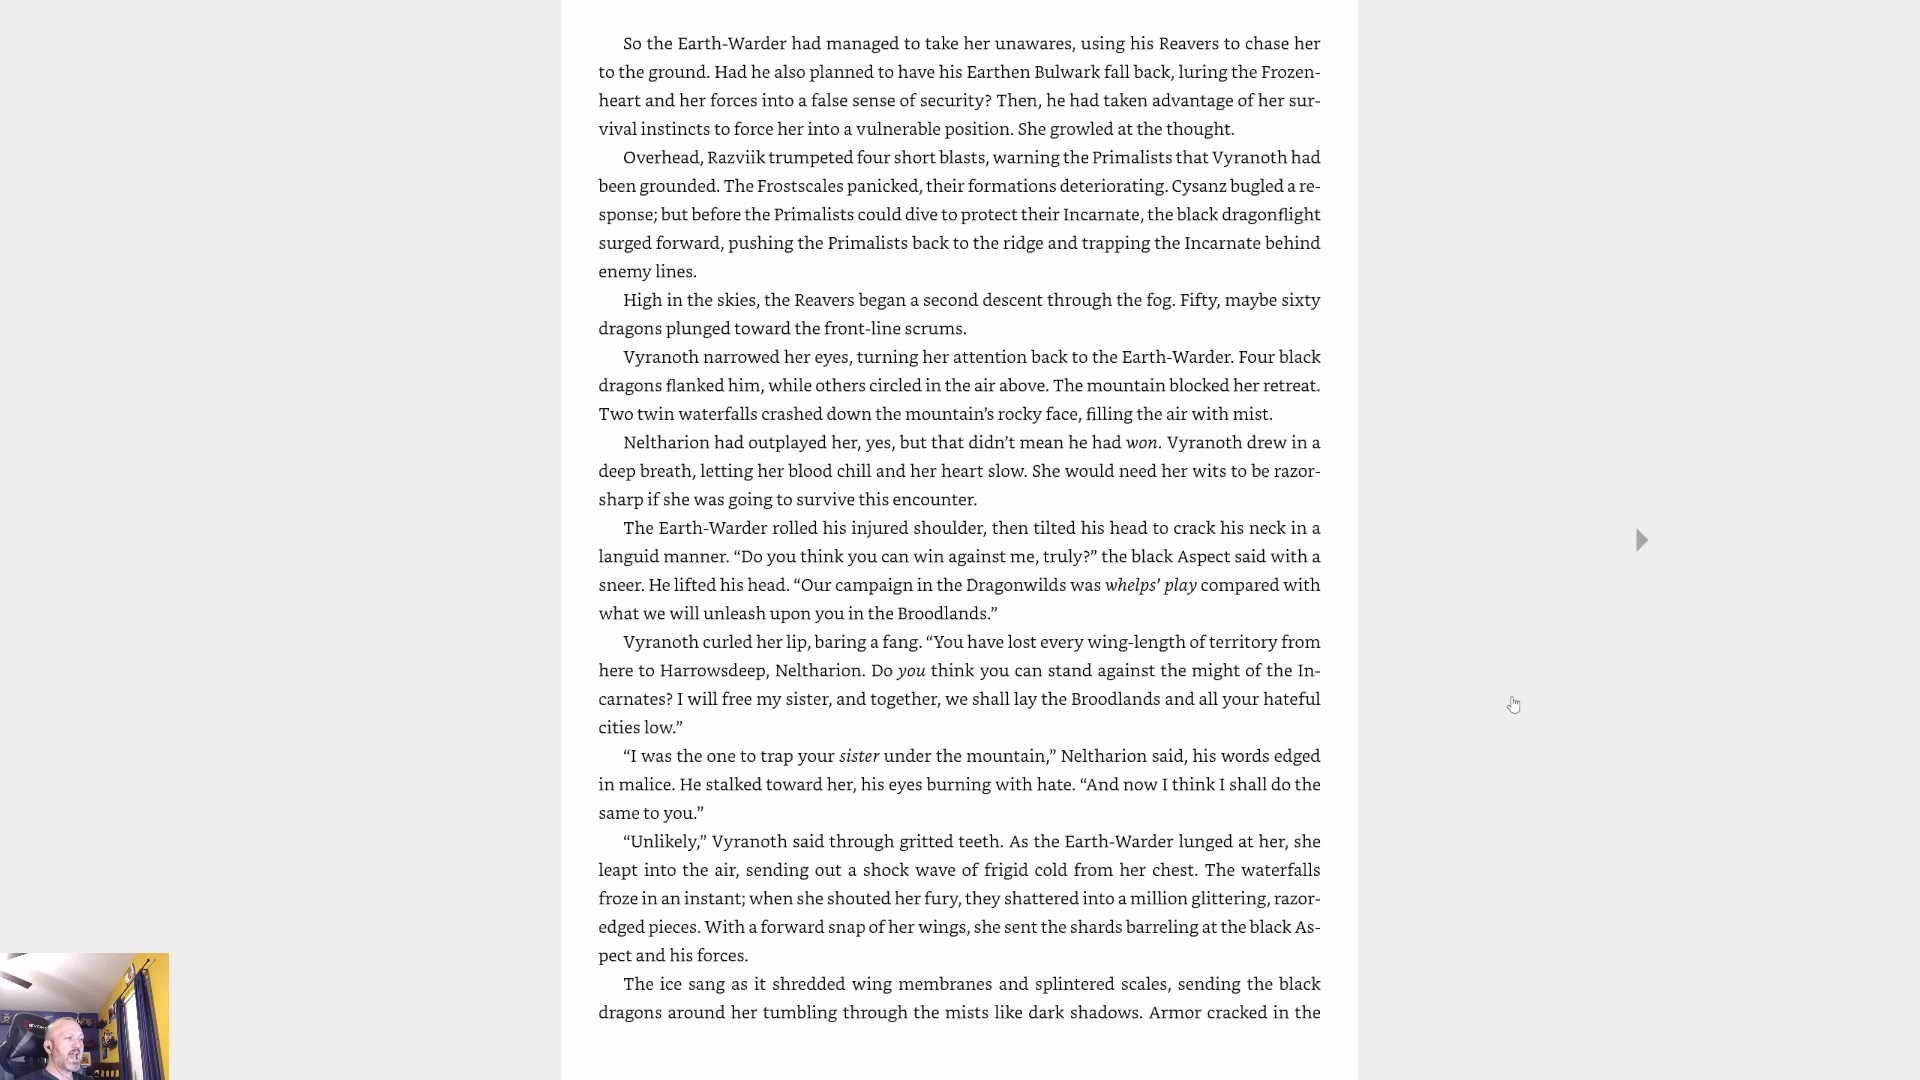 So the Earth-Warder had managed to take her unawares, using his Reavers to chase her
to the ground. Had he also planned to have his Earthen Bulwark fall back, luring the Frozen-
heart and her forces into a false sense of security? Then, he had taken advantage of her sur-
vival instincts to force her into a vulnerable position. She growled at the thought.
Overhead, Razviik trumpeted four short blasts, warning the Primalists that Vyranoth had
been grounded. The Frostscales panicked, their formations deteriorating. Cysanz bugled a re-
sponse; but before the Primalists could dive to protect their Incarnate, the black dragonflight
surged forward, pushing the Primalists back to the ridge and trapping the Incarnate behind
enemy lines.
High in the skies, the Reavers began a second descent through the fog. Fifty, maybe sixty
dragons plunged toward the front-line scrums.
Vyranoth narrowed her eyes, turning her attention back to the Earth-Warder. Four black
dragons flanked him, while others circled in the air above. The mountain blocked her retreat.
Two twin waterfalls crashed down the mountain’s rocky face, filling the air with mist.
Neltharion had outplayed her, yes, but that didn’t mean he had won. Vyranoth drew in a
deep breath, letting her blood chill and her heart slow. She would need her wits to be razor-
sharp if she was going to survive this encounter.
The Earth-Warder rolled his injured shoulder, then tilted his head to crack his neck in a
languid manner. “Do you think you can win against me, truly?” the black Aspect said with a
sneer. He lifted his head. “Our campaign in the Dragonwilds was whelps’ play compared with
what we will unleash upon you in the Broodlands.”
Vyranoth curled her lip, baring a fang. “You have lost every wing-length of territory from
here to Harrowsdeep, Neltharion. Do you think you can stand against the might of the In-
carnates? I will free my sister, and together, we shall lay the Broodlands and all your hateful
cities low.”
“I was the one to trap your sister under the mountain,” Neltharion said, his words edged
in malice. He stalked toward her, his eyes burning with hate. “And now I think I shall do the
same to you.”
“Unlikely,” Vyranoth said through gritted teeth. As the Earth-Warder lunged at her, she
leapt into the air, sending out a shock wave of frigid cold from her chest. The waterfalls
froze in an instant; when she shouted her fury, they shattered into a million glittering, razor-
edged pieces. With a forward snap of her wings, she sent the shards barreling at the black As-
pect and his forces.
The ice sang as it shredded wing membranes and splintered scales, sending the black
dragons around her tumbling through the mists like dark shadows. Armor cracked in the